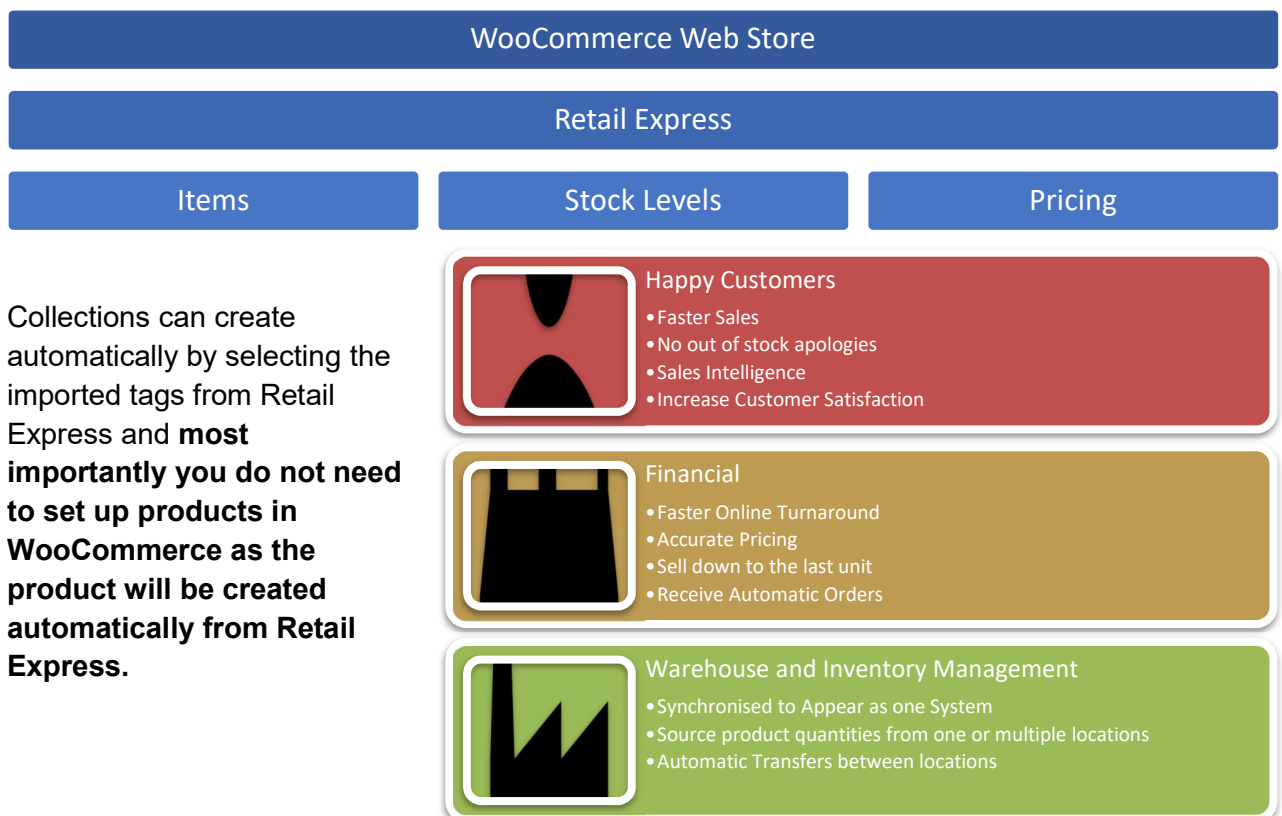 WooCommerce Web Store
Retail Express
Items
Stock Levels
Pricing
Collections can create
automatically by selecting the
imported tags from Retail
Express and most
importantly you do not need
to set up products in
WooCommerce as the
product will be created
automatically from Retail
Express.
Happy Customers
•Faster Sales
•No out of stock apologies
•Sales Intelligence
•Increase Customer Satisfaction
Financial
•Faster Online Turnaround
•Accurate Pricing
•Sell down to the last unit
•Receive Automatic Orders
Warehouse and Inventory Management
•Synchronised to Appear as one System
•Source product quantities from one or multiple locations
•Automatic Transfers between locations